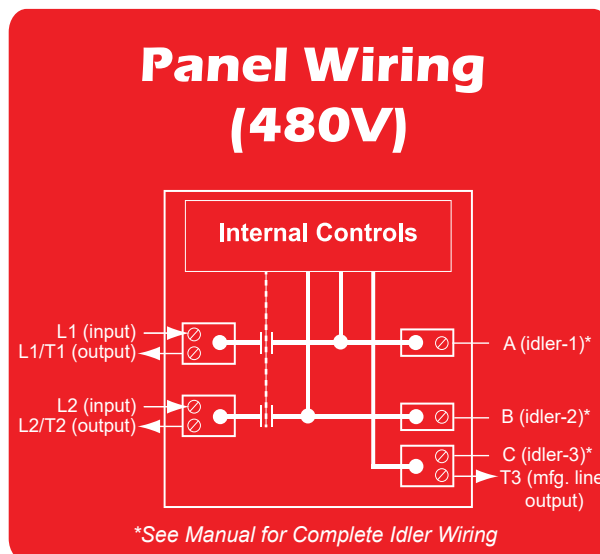 Panel Wiring
(480V)
Internal Controls
L1 (input)
L1/T1 (output)
A (idler-1)*
L2 (input)
L2/T2 (output)
B (idler-2)*
C (idler-3)*
T3 (mfg. line
output)
*See Manual for Complete Idler Wiring